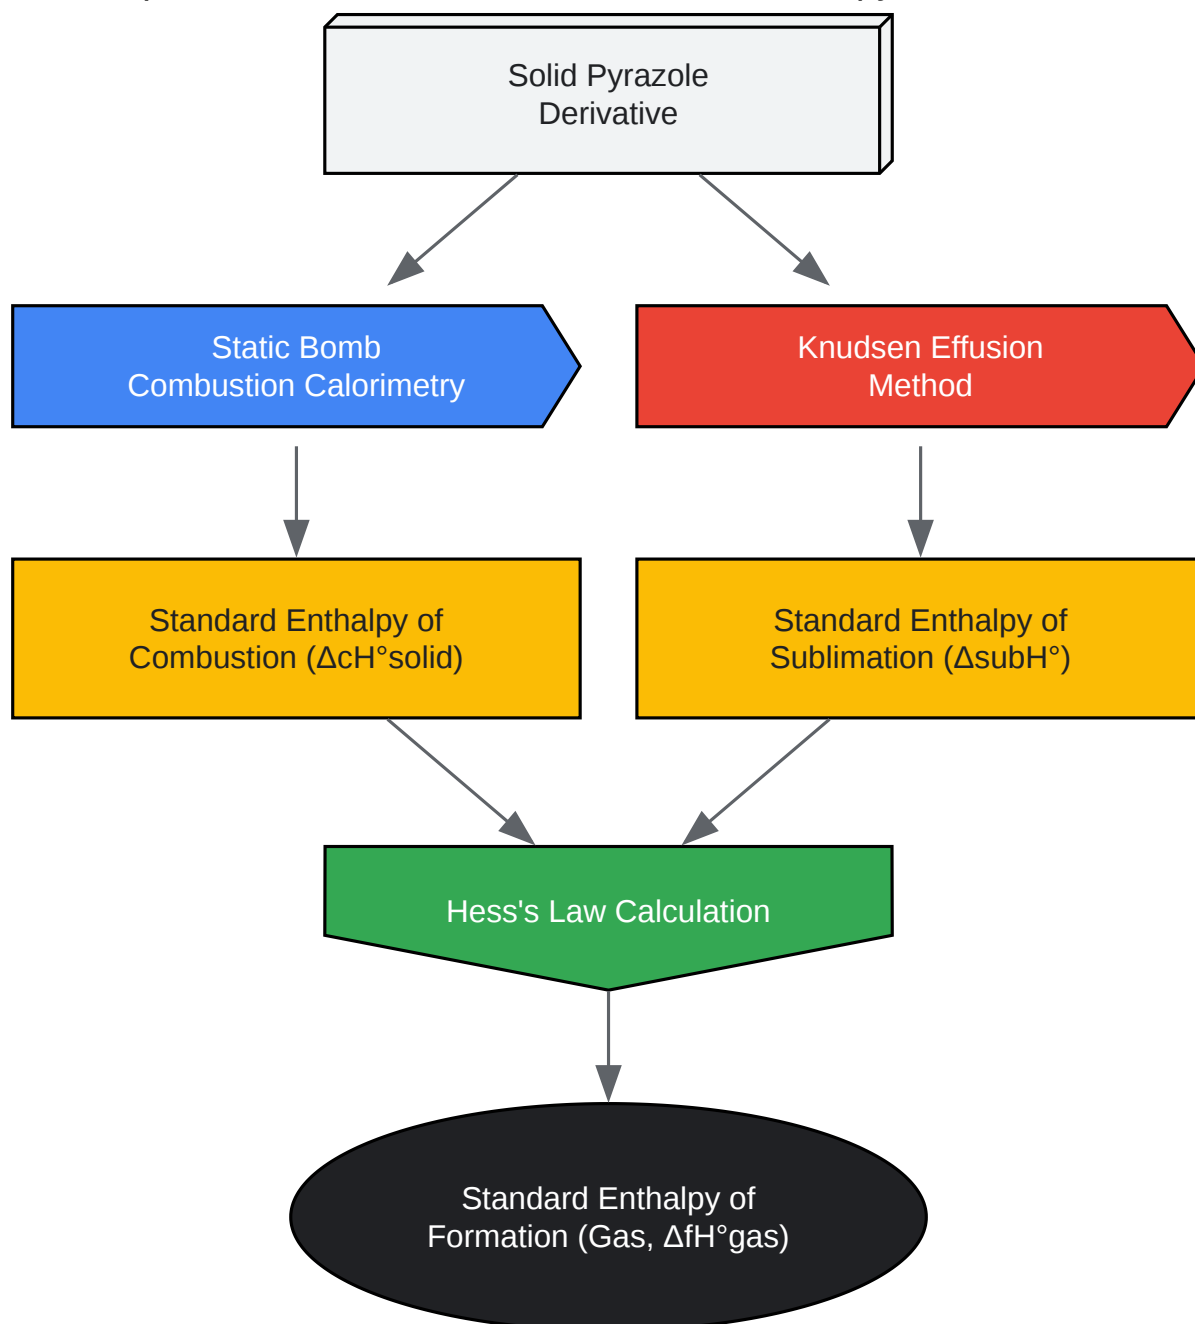 Solid Pyrazole
Derivative
Static Bomb
Combustion Calorimetry
Knudsen Effusion
Method
Standard Enthalpy of
Combustion (ΔcH°solid)
Standard Enthalpy of
Sublimation (ΔsubH°)
Hess's Law Calculation
Standard Enthalpy of
Formation (Gas, ΔfH°gas)